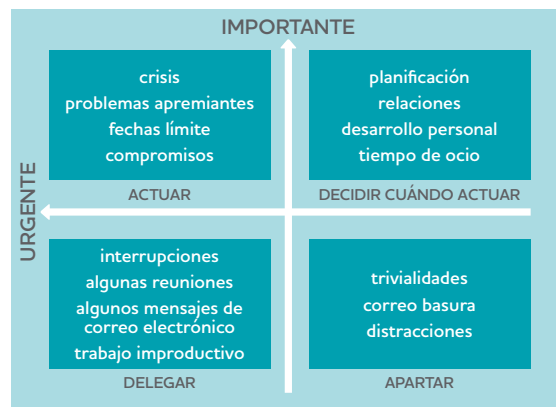 IMPORTANTE
URGENTE
crisis
problemas apremiantes
fechas límite
compromisos
ACTUAR
planificación
relaciones
desarrollo personal
tiempo de ocio
DECIDIR CUÁNDO ACTUAR
interrupciones
algunas reuniones
algunos mensajes de
correo electrónico
trabajo improductivo
DELEGAR
trivialidades
correo basura
distracciones
APARTAR